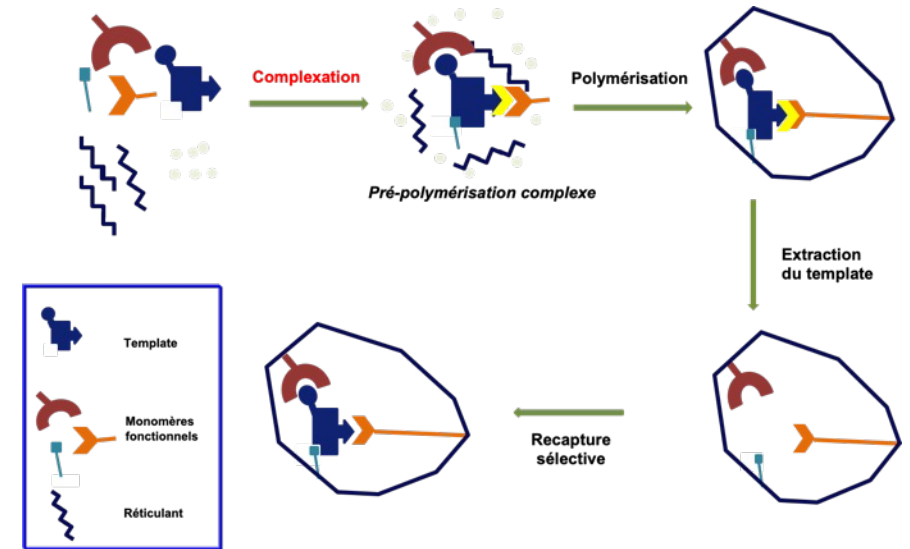 Complexation
Polymérisation
Pré-polymérisation complexe
Extraction
du template
Template
Monomères
fonctionnels
Réticulant
Recapture
sélective